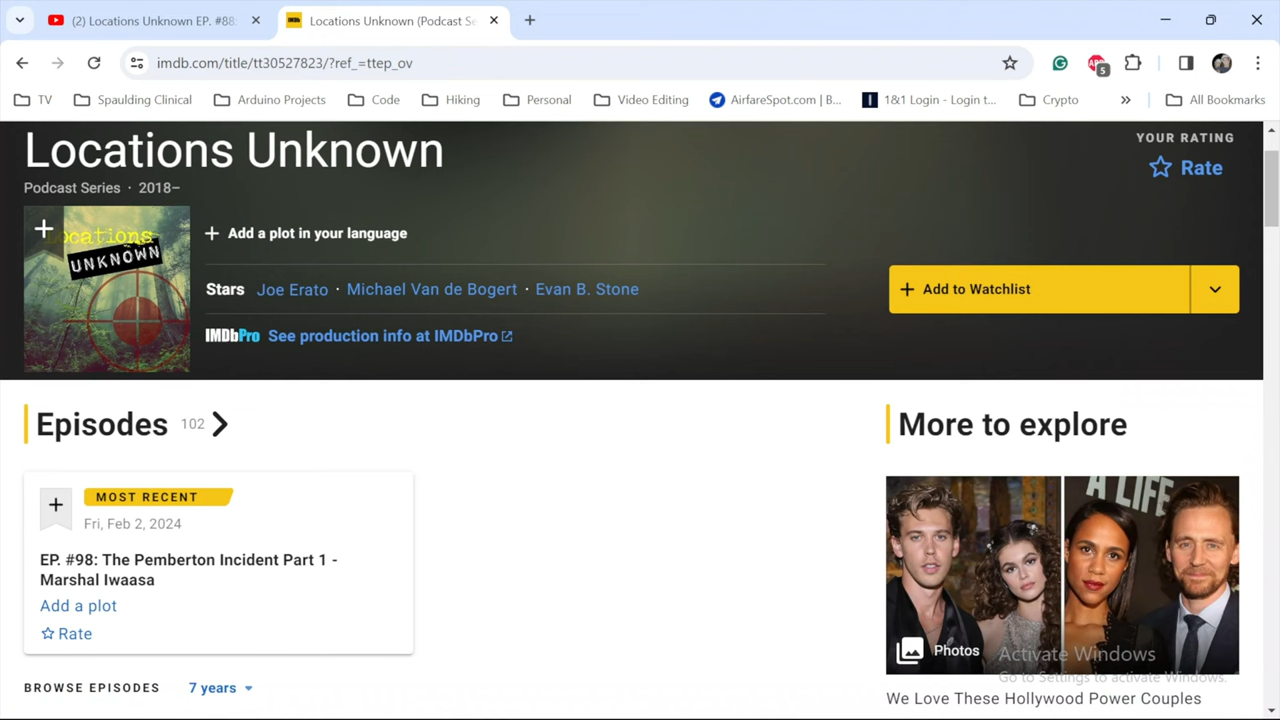 (2) Locations Unknown EP. #88:
IMDb
Locations Unknown (Podcast Se
imdb.com/title/tt30527823/?ref_=ttep_ov
ABP
5
TV
Spaulding Clinical
Arduino Projects
Code
Hiking
Personal
Video Editing
AirfareSpot.com | B...
1&1 Login - Login t...
Crypto
All Bookmarks
Locations Unknown
Podcast Series · 2018–
YOUR RATING
Rate
Locations
UNKNOWN
Add a plot in your language
Stars Joe Erato · Michael Van de Bogert · Evan B. Stone
Add to Watchlist
IMDbPro See production info at IMDbPro
Episodes 102
More to explore
MOST RECENT
Fri, Feb 2, 2024
EP. #98: The Pemberton Incident Part 1 -
Marshal Iwaasa
Add a plot
Rate
A LIFE
Photos
Activate Windows
Go to Settings to activate Windows.
BROWSE EPISODES 7 years
We Love These Hollywood Power Couples